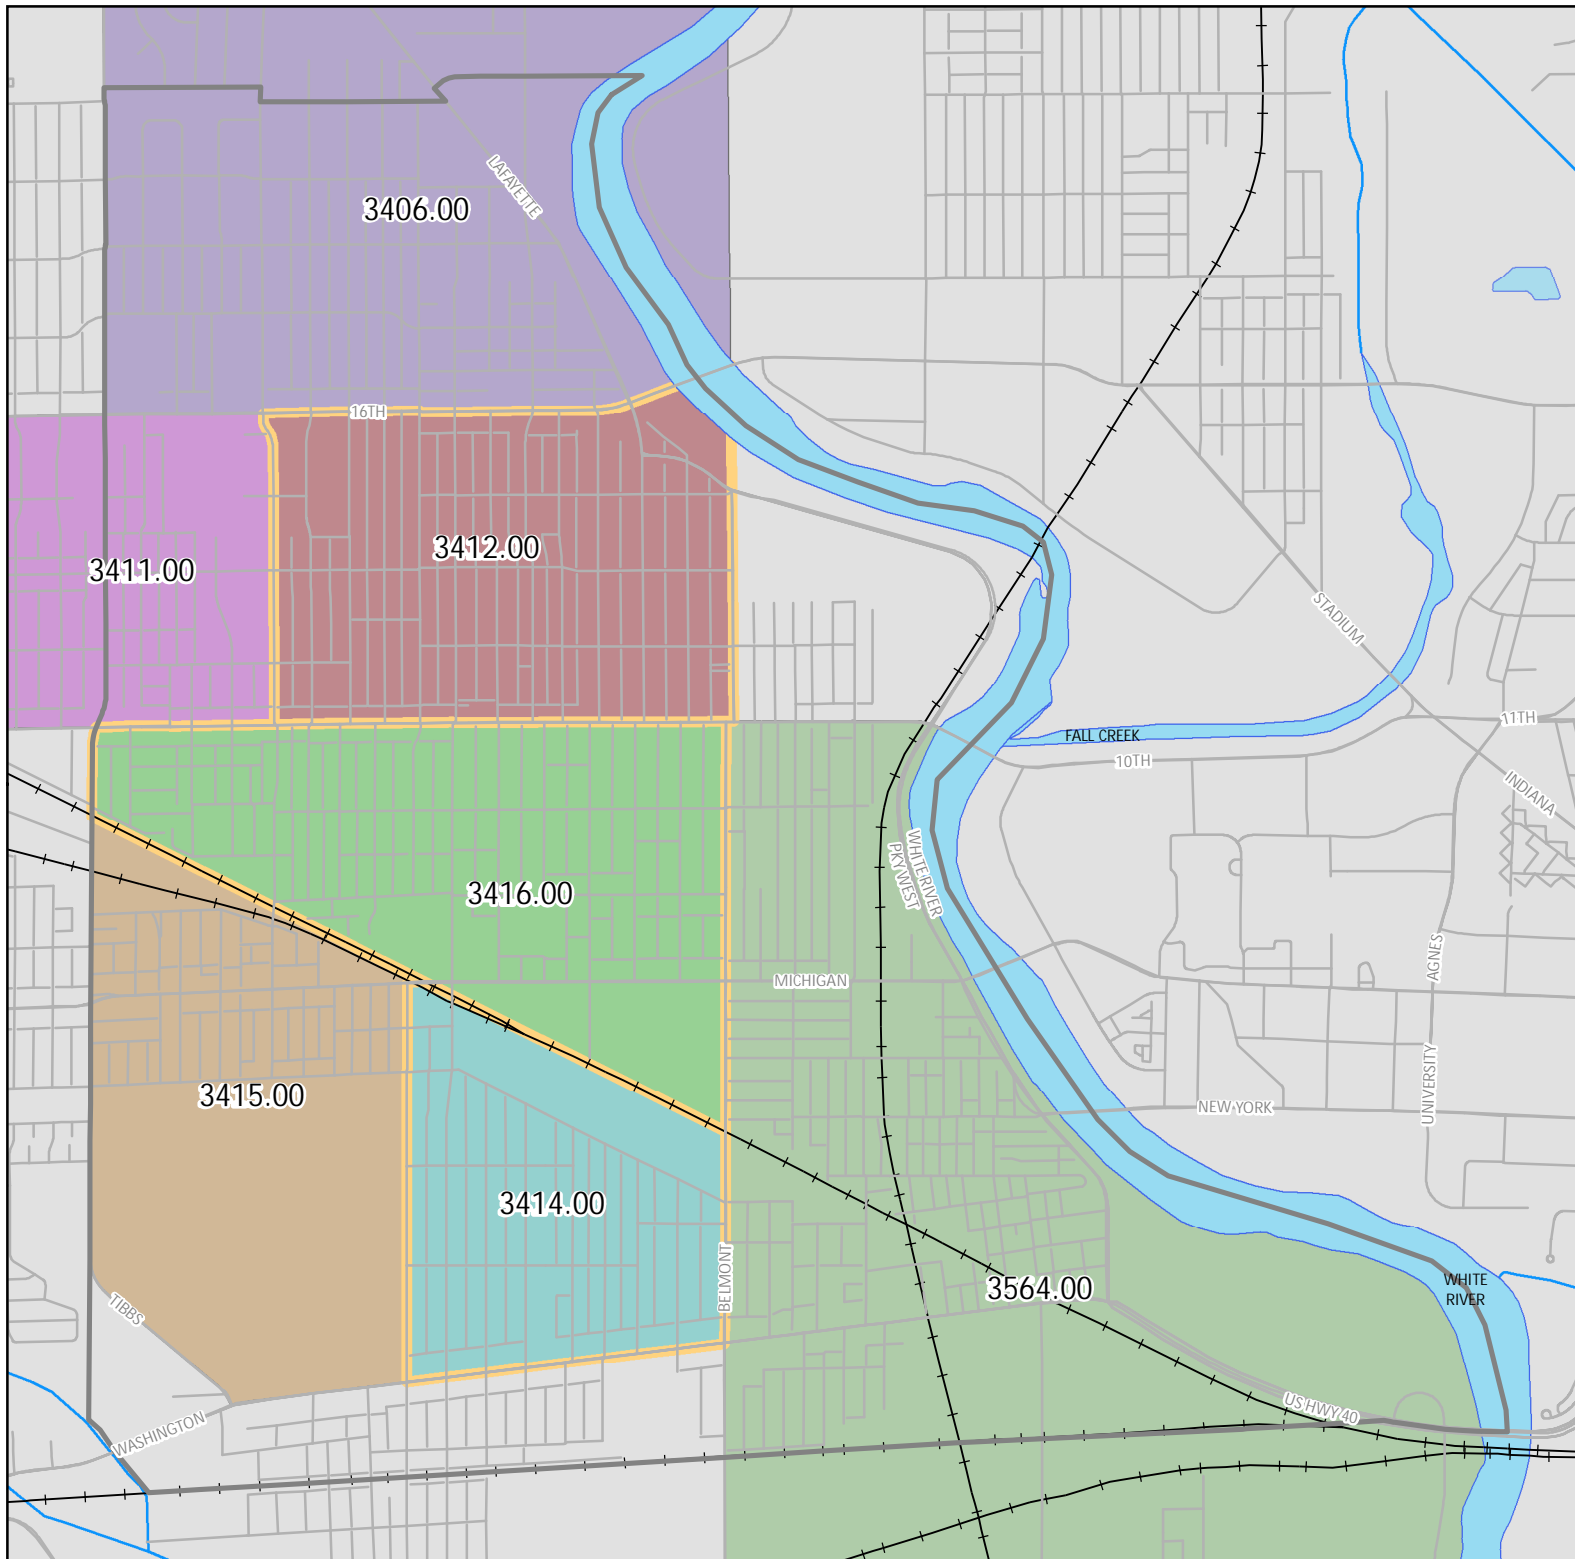 LAFAYETTE
3406.00
16TH
3412.00
3411.00
STADIUM
11TH
FALL CREEK
10TH
INDIANA
WHITE RIVER
PKY WEST
3416.00
AGNES
MICHIGAN
UNIVERSITY
3415.00
NEW YORK
3414.00
BELMONT
3564.00
WHITE
RIVER
TIBBS
US HWY 40
WASHINGTON